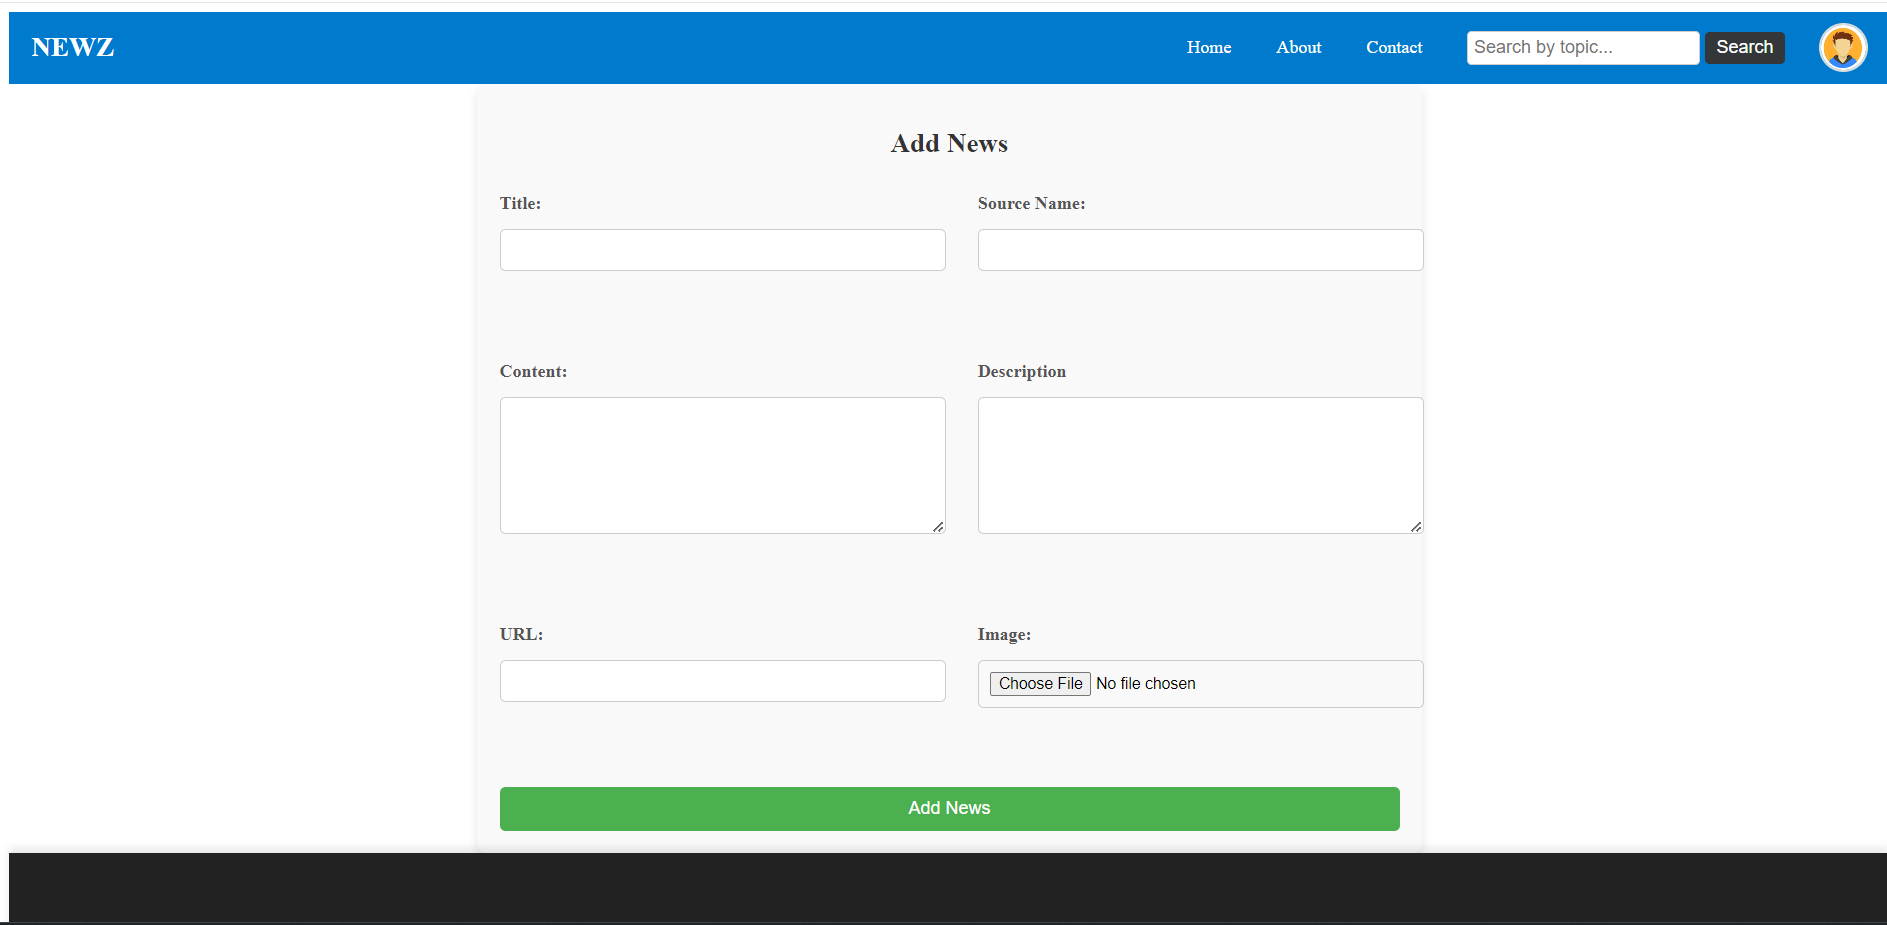 NEWZ
Home About Contact Search by topic... Search
Add News
Title: Source Name:
Content: Description
URL: Image:
Choose File No file chosen
Add News